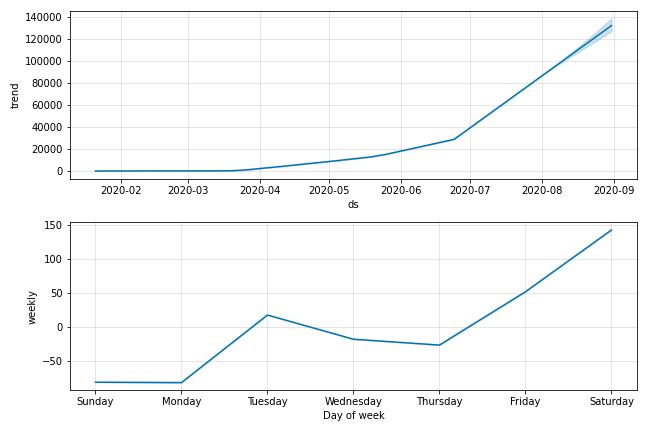 140000
120000
100000
80000
60000
40000
20000
0
trend
2020-02 2020-03 2020-04 2020-05 2020-06 2020-07 2020-08 2020-09
ds
150
100
50
0
−50
weekly
Sunday Monday Tuesday Wednesday Thursday Friday Saturday
Day of week